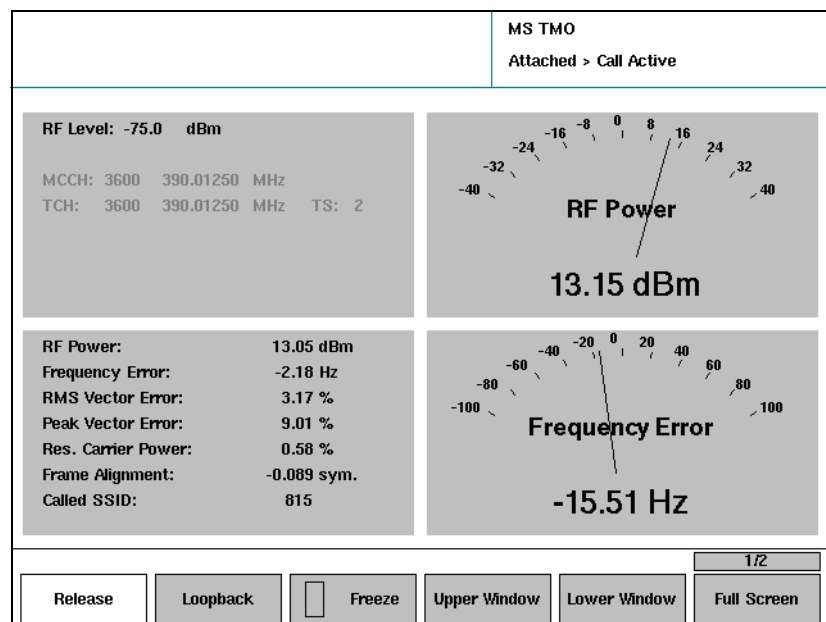 MS TMO
Attached > Call Active
RF Level: -75.0 dBm
MCCH: 3600 390.01250 MHz
TCH: 3600 390.01250 MHz TS: 2
-40 -32 -24 -16 -8 0 8 16 24 32 40
RF Power
13.15 dBm
RF Power: 13.05 dBm
Frequency Error: -2.18 Hz
RMS Vector Error: 3.17 %
Peak Vector Error: 9.01 %
Res. Carrier Power: 0.58 %
Frame Alignment: -0.089 sym.
Called SSID: 815
-100 -80 -60 -40 -20 0 20 40 60 80 100
Frequency Error
-15.51 Hz
1/2
Release Loopback Freeze Upper Window Lower Window Full Screen